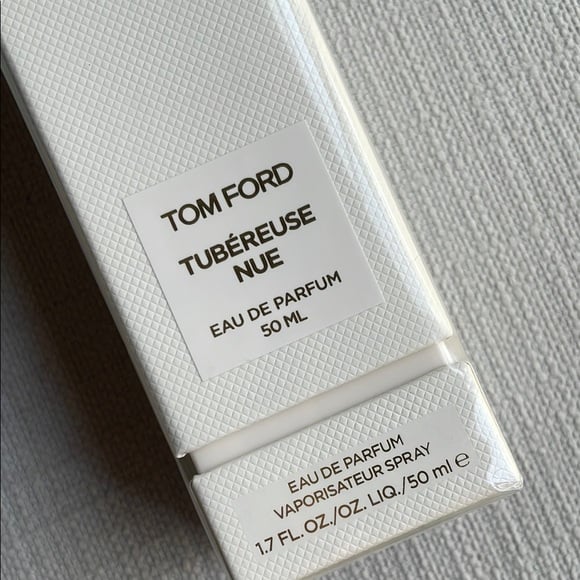 TOM FORD
TUBÉREUSE
NUE
EAU DE PARFUM
50 ML
EAU DE PARFUM
VAPORISATEUR SPRAY
1.7 FL.OZ./OZ. LIQ./50 ml ℮